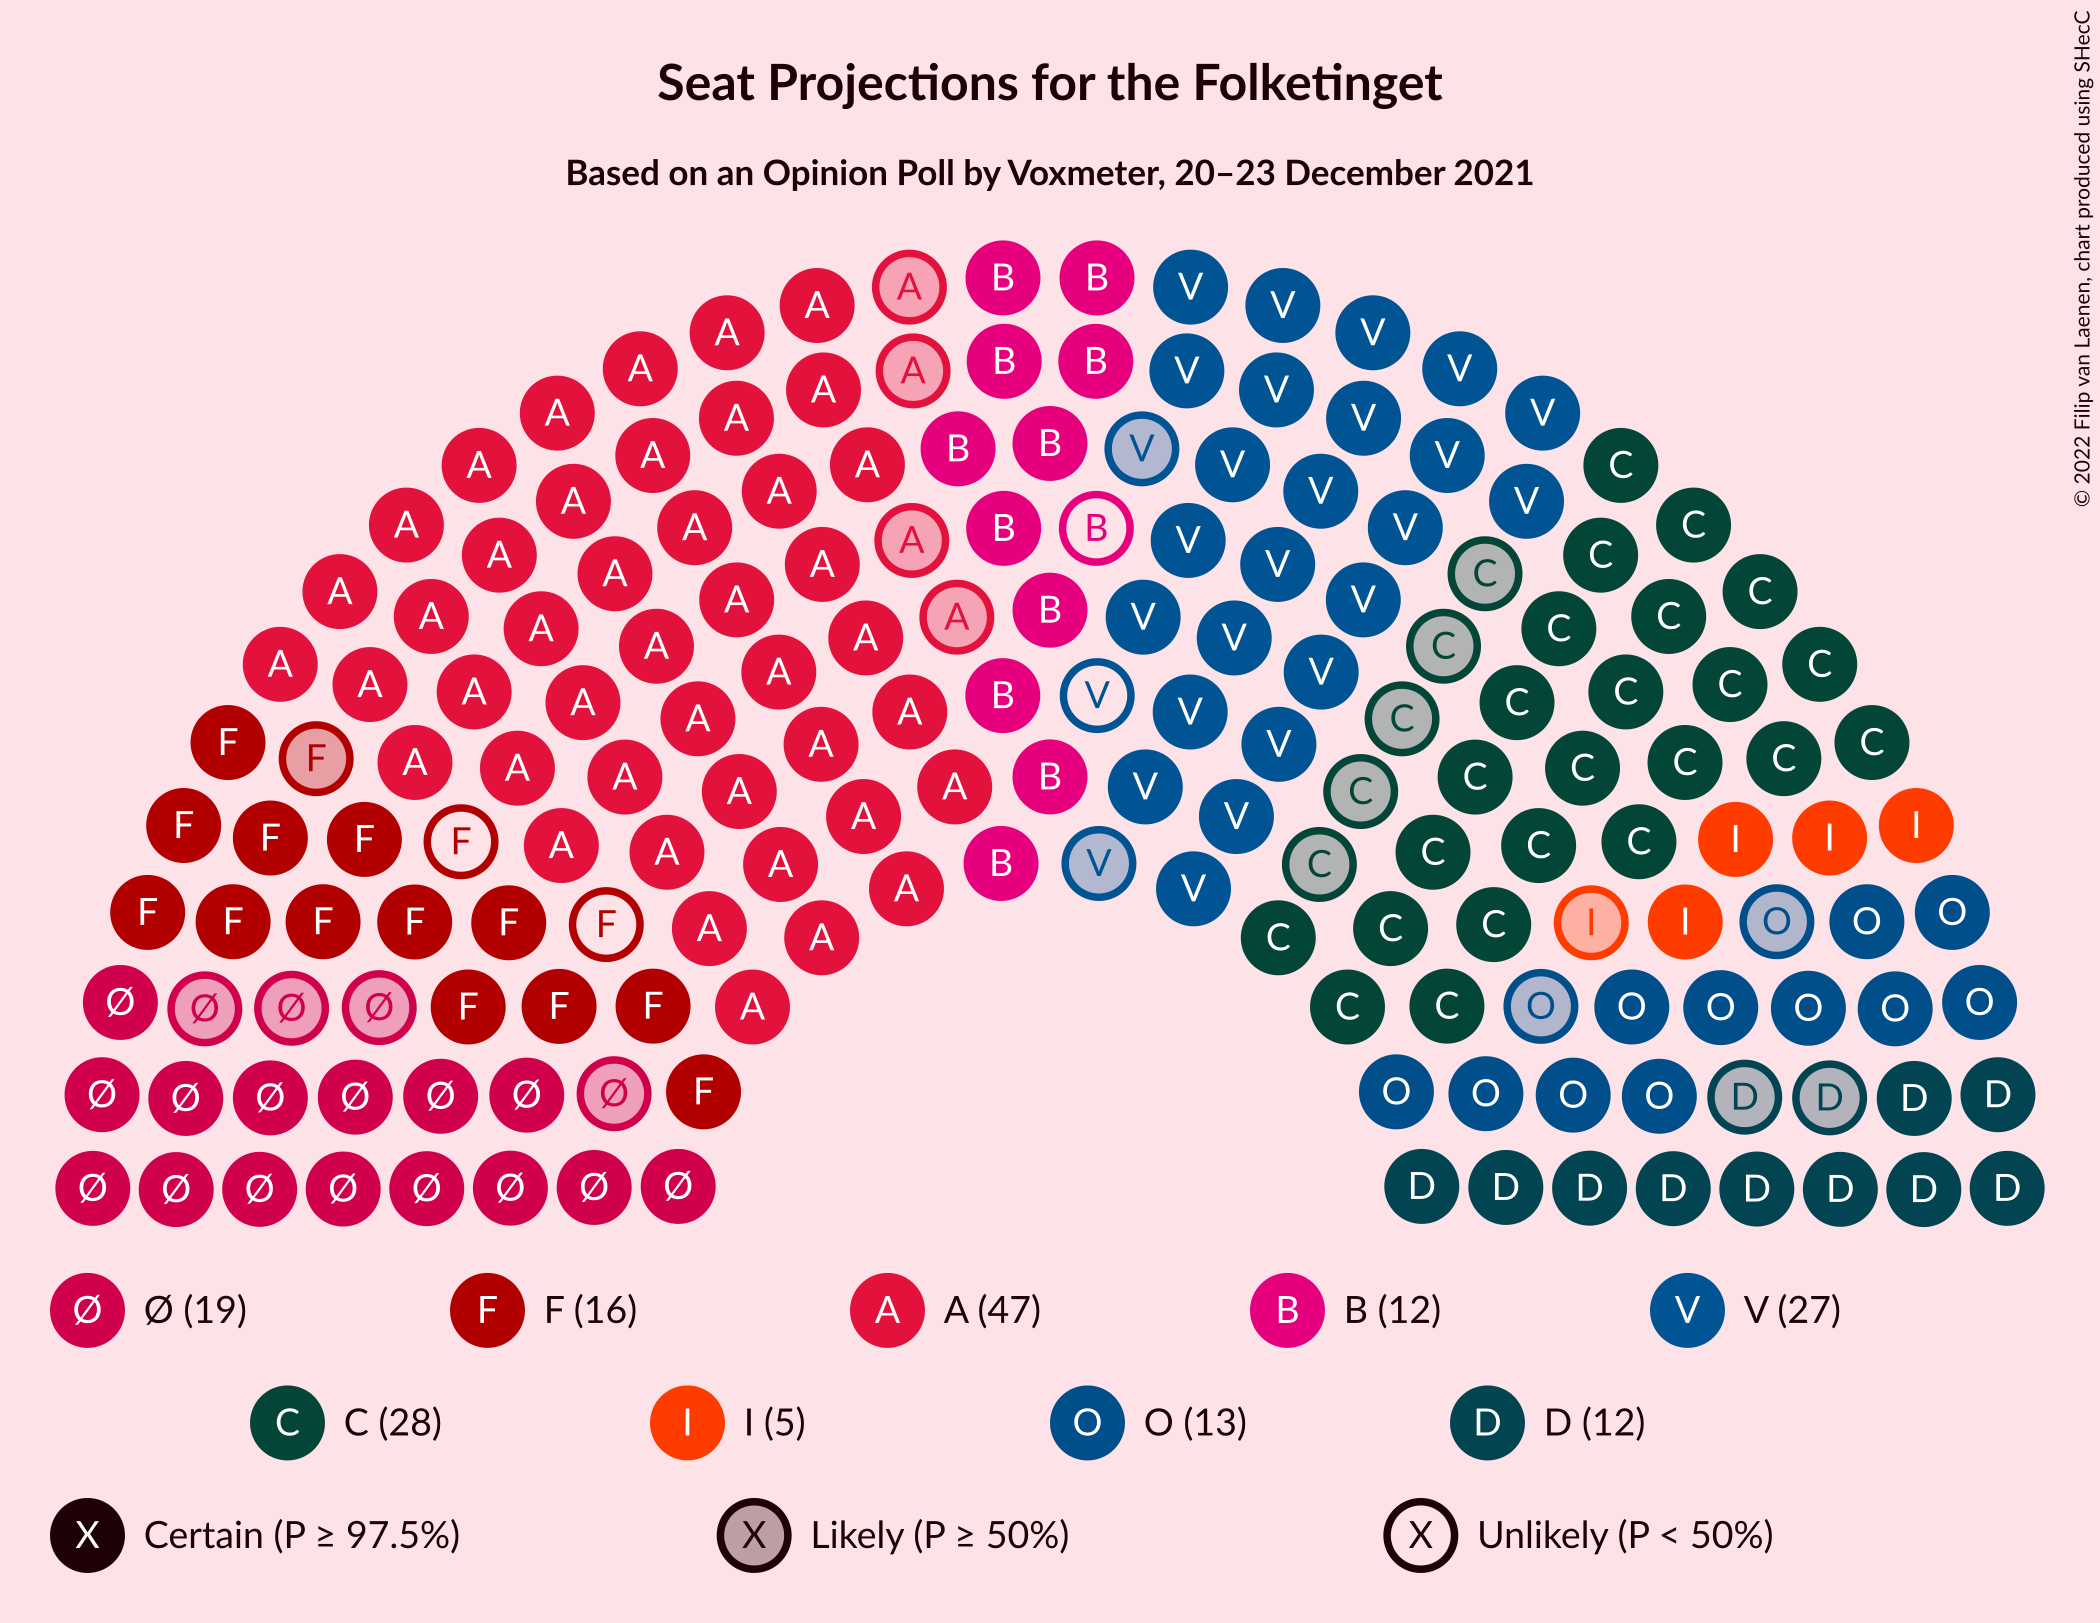 Seat Projections for the Folketinget
Based on an Opinion Poll by Voxmeter, 20–23 December 2021
© 2022 Filip van Laenen, chart produced using SHecC
B B
A V
A V
A V
B B
A V
A V
A V
A V
B
B V
A V
A V
A C
A V
A V
B B
A V
A V
A C
A V
A C
A C
A V
A C
B
A V
A V
A C
A C
A C
A C
A V
A C
A C
B V
A V
A C
A C
F C
A V
F C
A C
A C
A C
B
A V
A C
A V
F I
F I
F I
F C
A C
A C
B V
A C
A V
F O
F O
F O
F I
F I
F C
A C
A C
Ø O
Ø O
Ø O
Ø O
F O
F O
F C
A C
Ø D
Ø D
Ø D
Ø D
Ø O
Ø O
Ø O
F O
Ø Ø Ø Ø Ø Ø Ø Ø D D D D D D D D
Ø Ø (19) F F (16) A A (47) B B (12) V V (27)
C C (28) I I (5) O O (13) D D (12)
X Certain (P ≥ 97.5%) X Likely (P ≥ 50%) X Unlikely (P < 50%)